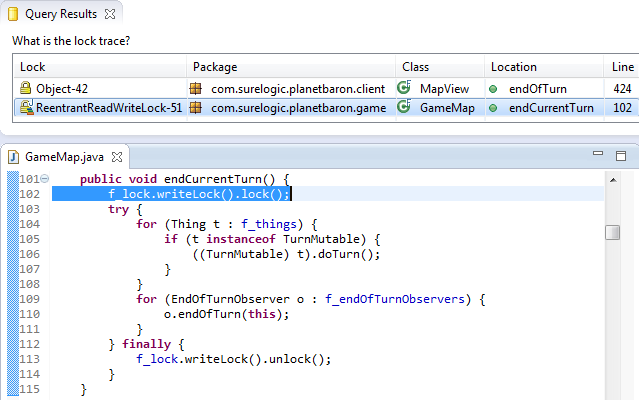 Query Results
What is the lock trace?
Lock Package Class Location Line
Object-42 com.surelogic.planetbaron.client MapView endOfTurn 424
ReentrantReadWriteLock-51 com.surelogic.planetbaron.game GameMap endCurrentTurn 102
GameMap.java
101 public void endCurrentTurn() {
102 f_lock.writeLock().lock();
103 try {
104 for (Thing t : f_things) {
105 if (t instanceof TurnMutable) {
106 ((TurnMutable) t).doTurn();
107 }
108 }
109 for (EndOfTurnObserver o : f_endOfTurnObservers) {
110 o.endOfTurn(this);
111 }
112 } finally {
113 f_lock.writeLock().unlock();
114 }
115 }